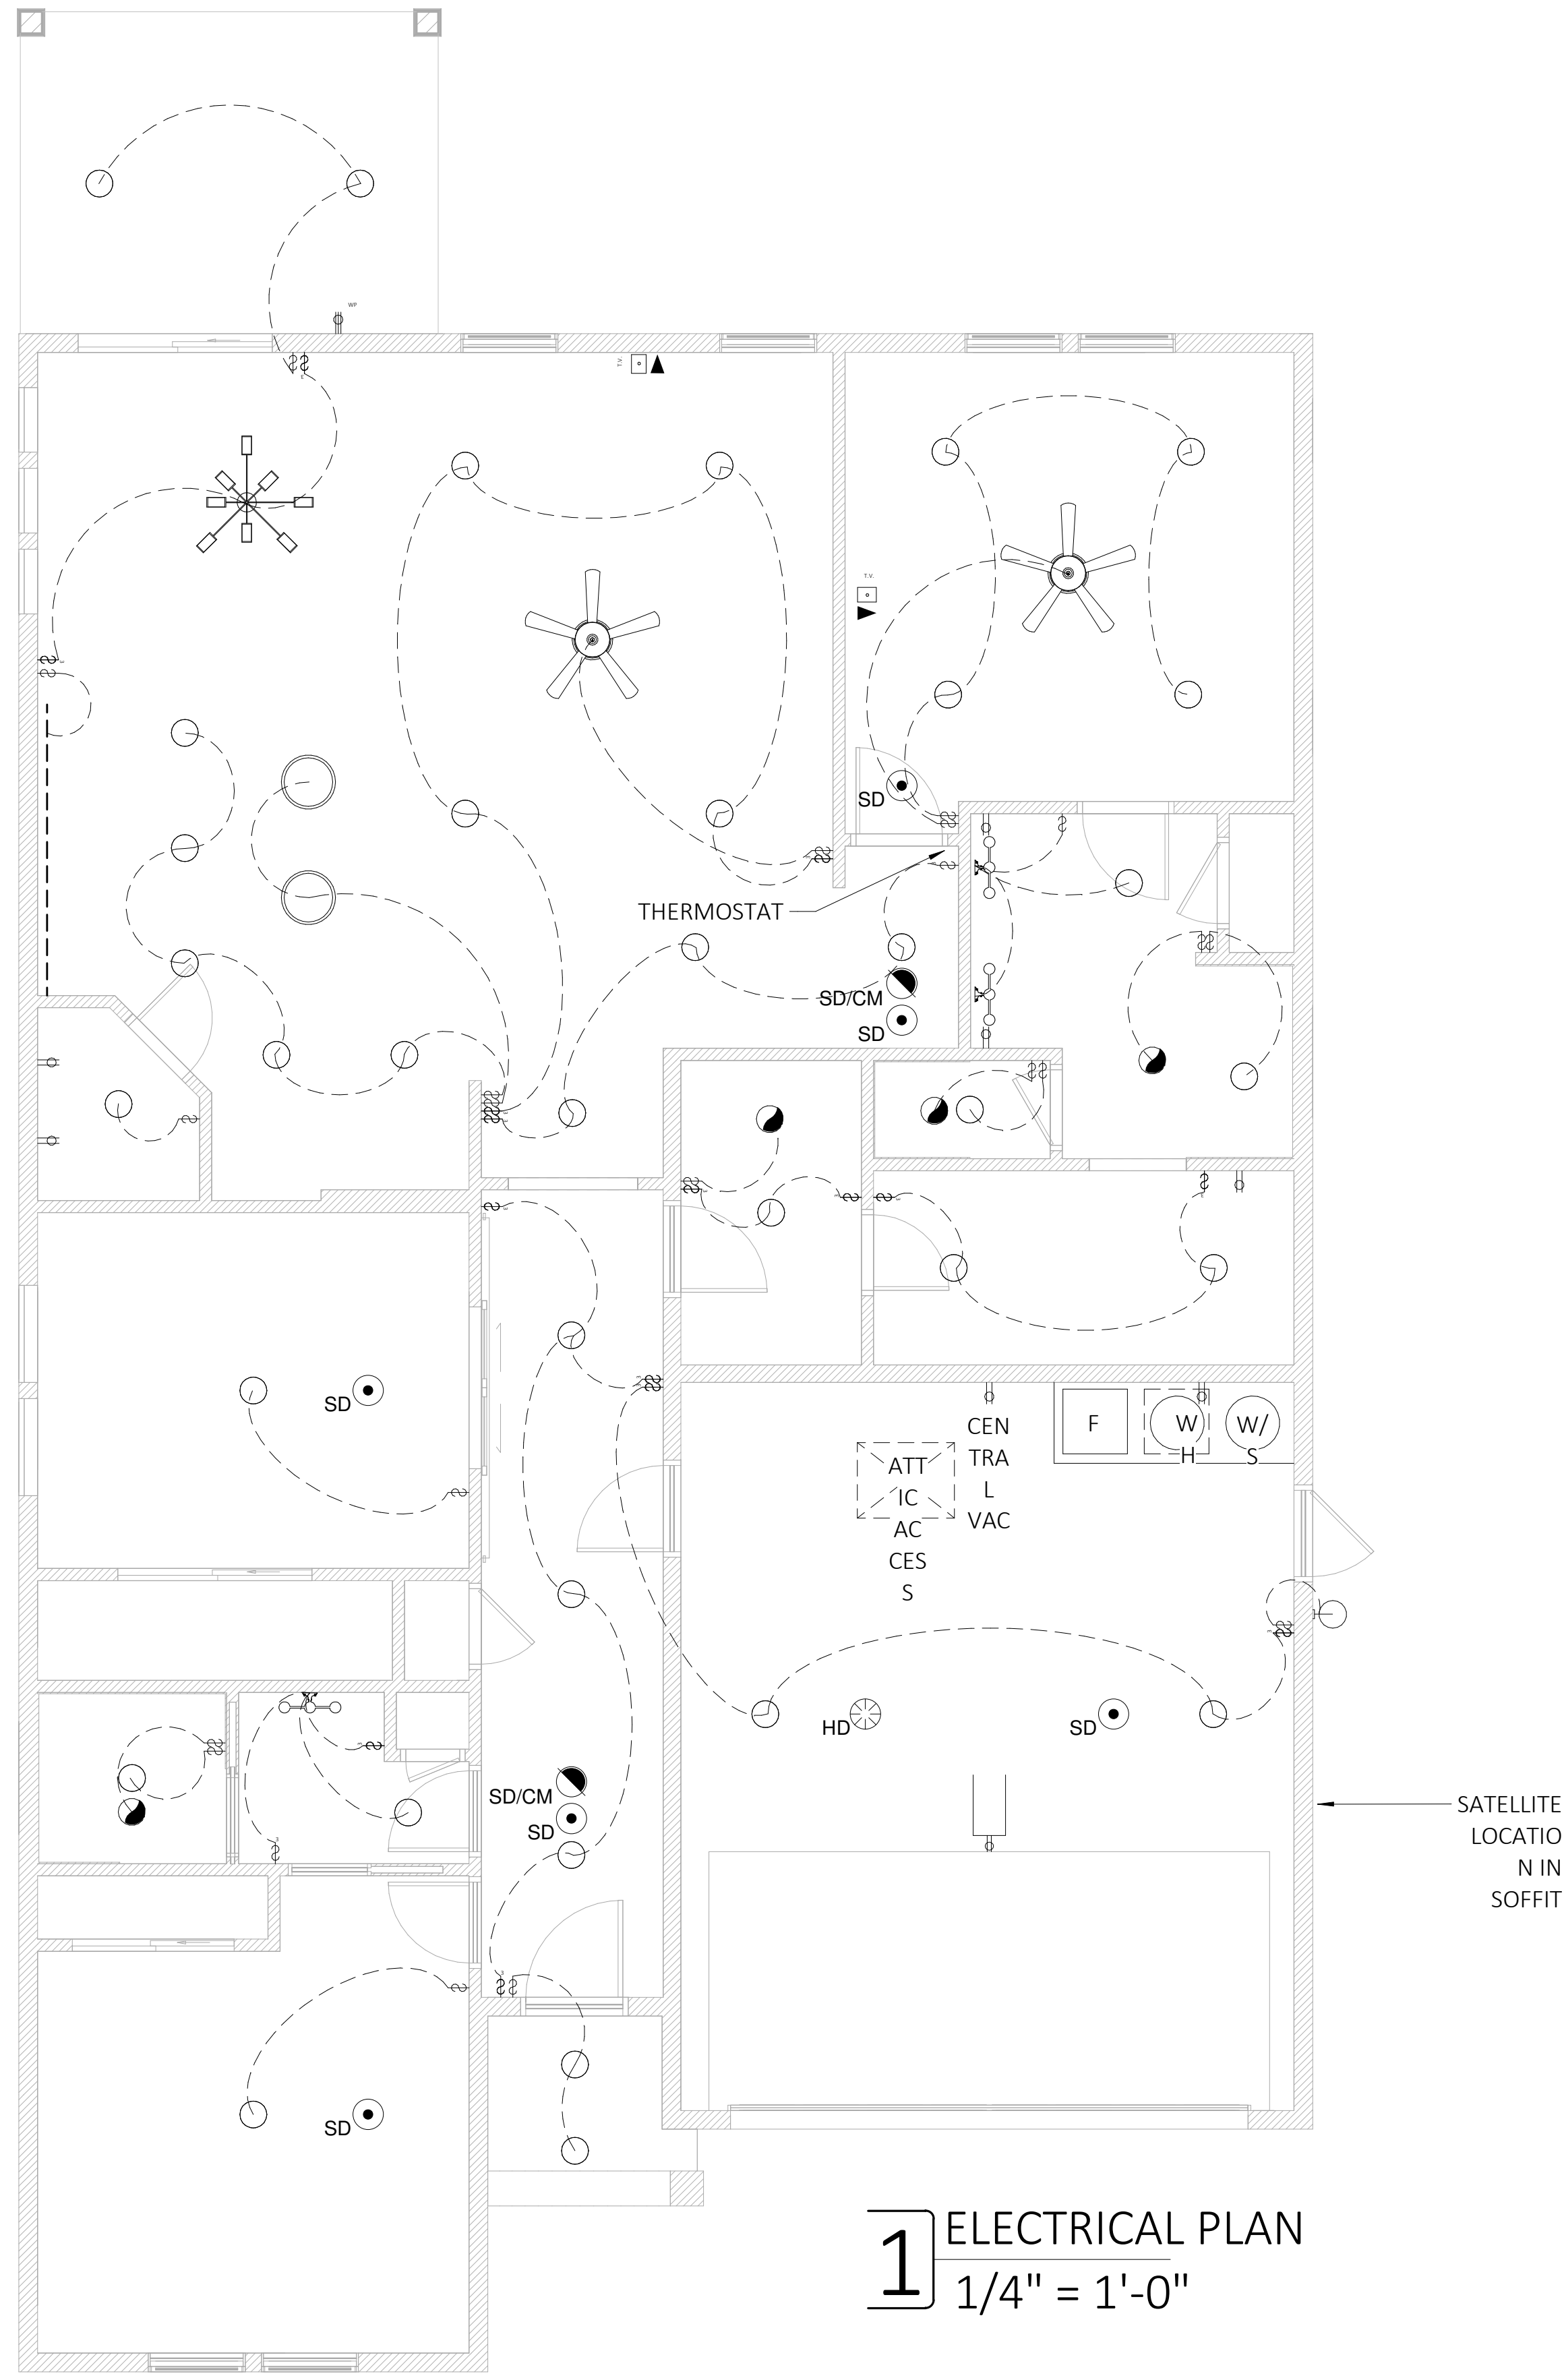 WP
T.V.
T.V.
SD
THERMOSTAT
SD/CM
SD
SD
F
W
H
W/
S
CEN
TRA
L
VAC
ATT
IC
AC
CES
S
HD
SD
SD/CM
SD
SATELLITE
LOCATIO
N IN
SOFFIT
SD
1
ELECTRICAL PLAN
1/4" = 1'-0"